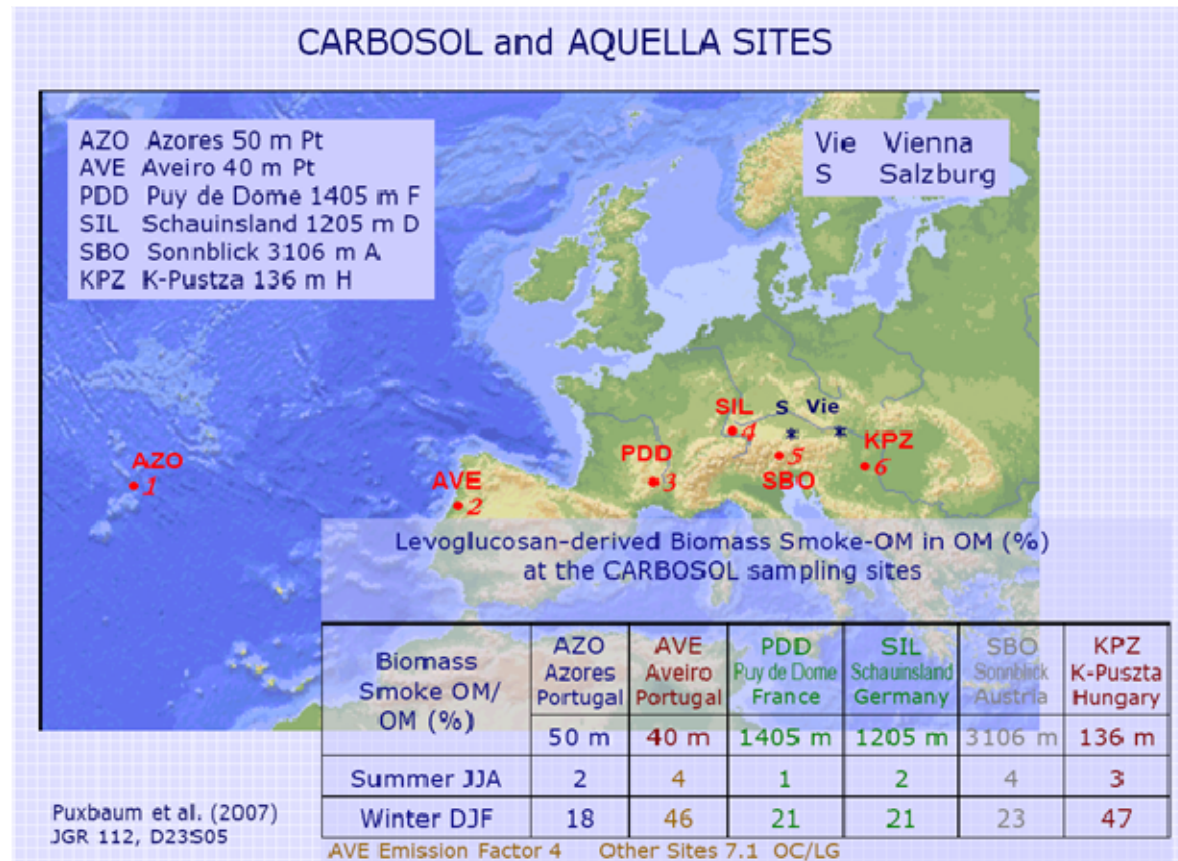 CARBOSOL and AQUELLA SITES
AZO Azores 50 m Pt
AVE Aveiro 40 m Pt
PDD Puy de Dome 1405 m F
SIL Schauinsland 1205 m D
SBO Sonnblick 3106 m A
KPZ K-Pustza 136 m H
Vie Vienna
S Salzburg
SIL
4
S Vie
KPZ
6
PDD
3
5
SBO
AZO
1
AVE
2
Levoglucosan-derived Biomass Smoke-OM in OM (%)
at the CARBOSOL sampling sites
Biomass
Smoke OM/
OM (%)
AZO
Azores
Portugal
AVE
Aveiro
Portugal
PDD
Puy de Dome
France
SIL
Schauinsland
Germany
SBO
Sonnblick
Austria
KPZ
K-Puszta
Hungary
50 m 40 m 1405 m 1205 m 3106 m 136 m
Summer JJA 2 4 1 2 4 3
Winter DJF 18 46 21 21 23 47
Puxbaum et al. (2007)
JGR 112, D23S05
AVE Emission Factor 4 Other Sites 7.1 OC/LG